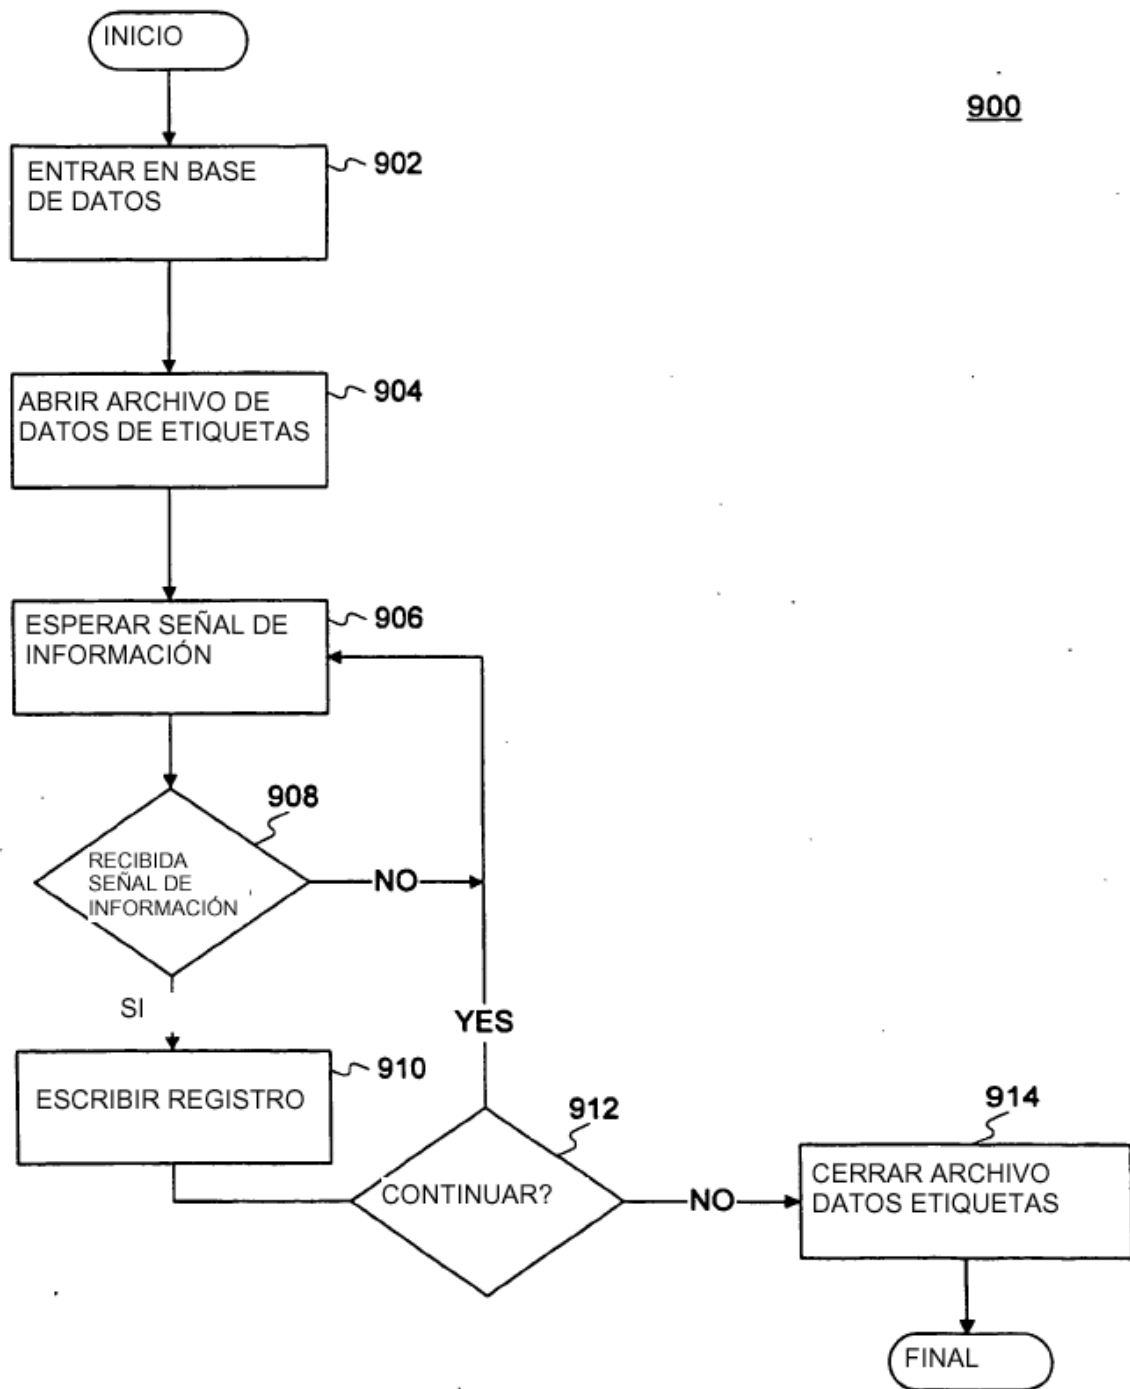 INICIO
900
ENTRAR EN BASE
DE DATOS
902
ABRIR ARCHIVO DE
DATOS DE ETIQUETAS
904
ESPERAR SEÑAL DE
INFORMACIÓN
906
908
RECIBIDA
SEÑAL DE
INFORMACIÓN
NO
SI
YES
ESCRIBIR REGISTRO
910
912
CONTINUAR?
NO
914
CERRAR ARCHIVO
DATOS ETIQUETAS
FINAL